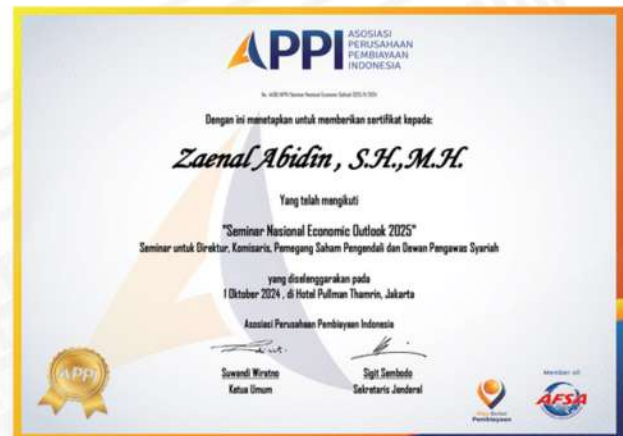 APPI
ASOSIASI
PERUSAHAAN
PEMBIAYAAN
INDONESIA
Dengan ini menetapkan untuk memberikan sertifikat kepada:
Zaenal Abidin , S.H.,M.H.
Yang telah mengikuti
"Seminar Nasional Economic Outlook 2025"
Seminar untuk Direktur, Komisaris, Pemegang Saham Pengendali dan Dewan Pengawas Syariah
yang diselenggarakan pada
1 Oktober 2024 , di Hotel Pullman Thamrin, Jakarta
Asosiasi Perusahaan Pembiayaan Indonesia
Suwandi Wiratno
Ketua Umum
Sigit Sembodo
Sekretaris Jenderal
APPI
Pembiayaan
Member of:
AFSA